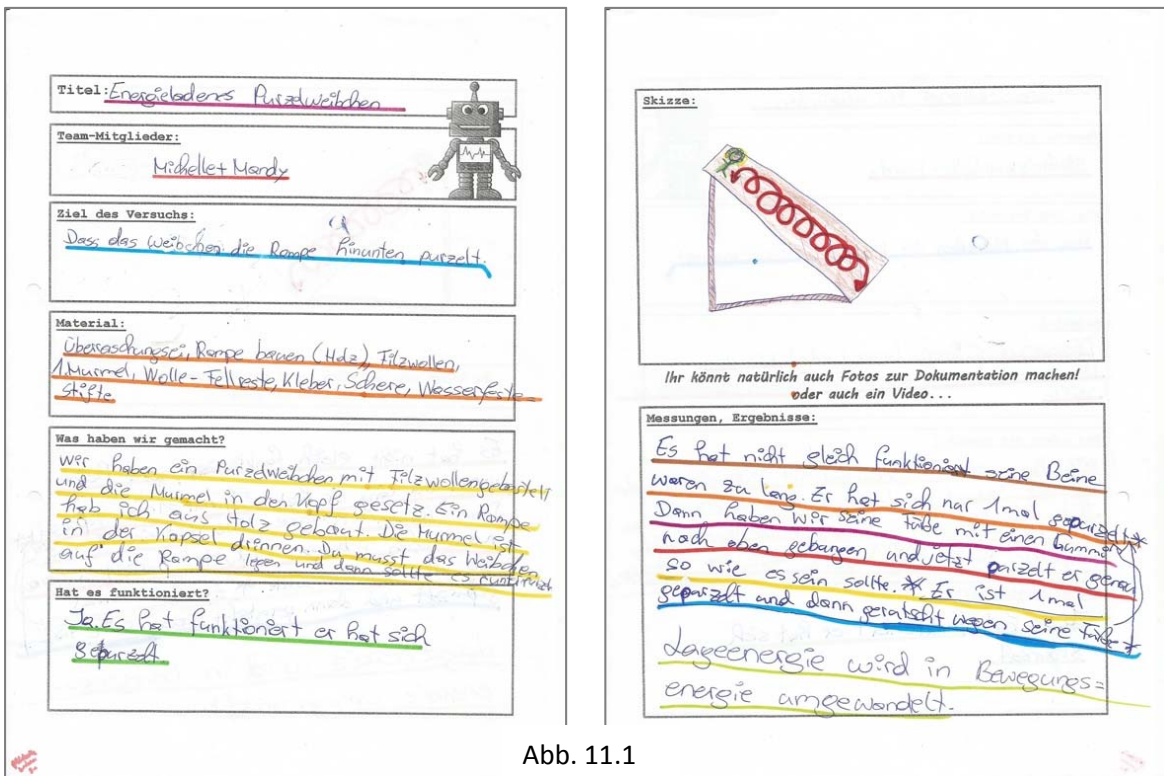 Titel: Energieladenes Purzelweibchen
Team-Mitglieder:
Michelle + Mandy
Ziel des Versuchs:
Dass das Weibchen die Rampe hinunten purzelt.
Material:
Überraschungsei, Rampe bauen (Holz), Filzwollen,
1.Murmel, Wolle-Fellreste, Kleber, Schere, Wasserfeste-
stifte
Was haben wir gemacht?
Wir haben ein Purzelweibchen mit Filzwollen gebastelt
und die Murmel in den Kopf gesetz. Ein Rampe
hab ich aus Holz gebaut. Die Murmel ist
in der Kapsel drinnen. Du musst das Weibchen
auf die Rampe legen und dann sollte es
Hat es funktioniert?
Ja. Es hat funktioniert er hat sich
gepurzelt.
Skizze:
Ihr könnt natürlich auch Fotos zur Dokumentation machen!
oder auch ein Video...
Messungen, Ergebnisse:
Es hat nicht gleich funktioniert seine Beine
waren zu lang. Er hat sich nur 1mal gepurzelt*
Dann haben wir seine Füße mit einen Gummi
nach oben gebungen und jetzt purzelt er genau
so wie es sein sollte. * Er ist 1mal
gepurzelt und dann gerutscht wegen seine Füße *
Lageenergie wird in Bewegungs=
energie umgewandelt.
Abb. 11.1